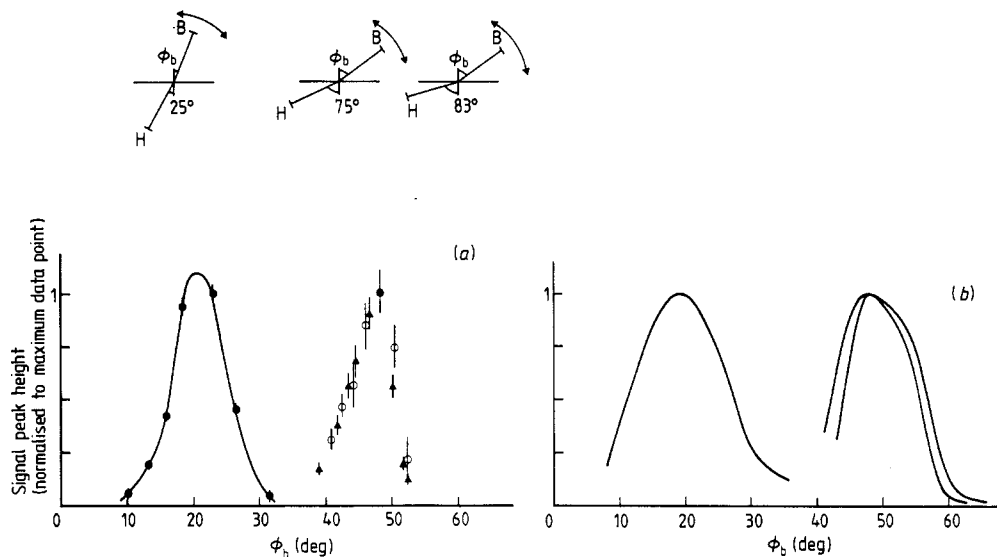 B B B
ϕb ϕb ϕb
25° 75° 83°
H H H
Signal peak height
(normalised to maximum data point)
(a)
1
0 10 20 30 40 50 60
ϕb (deg)
(b)
1
0 10 20 30 40 50 60
ϕb (deg)